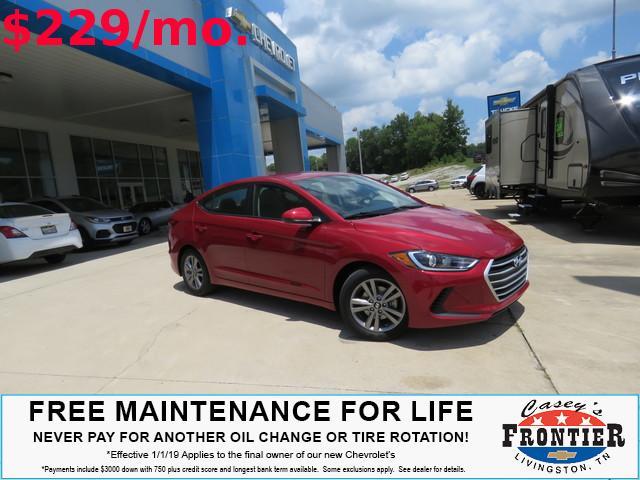 $229/mo.
CHEVROLET
TRUCKS
FREE MAINTENANCE FOR LIFE
NEVER PAY FOR ANOTHER OIL CHANGE OR TIRE ROTATION!
*Effective 1/1/19 Applies to the final owner of our new Chevrolet's
*Payments include $3000 down with 750 plus credit score and longest bank term available. Some exclusions apply. See dealer for details.
Casey's
FRONTIER
LIVINGSTON, TN